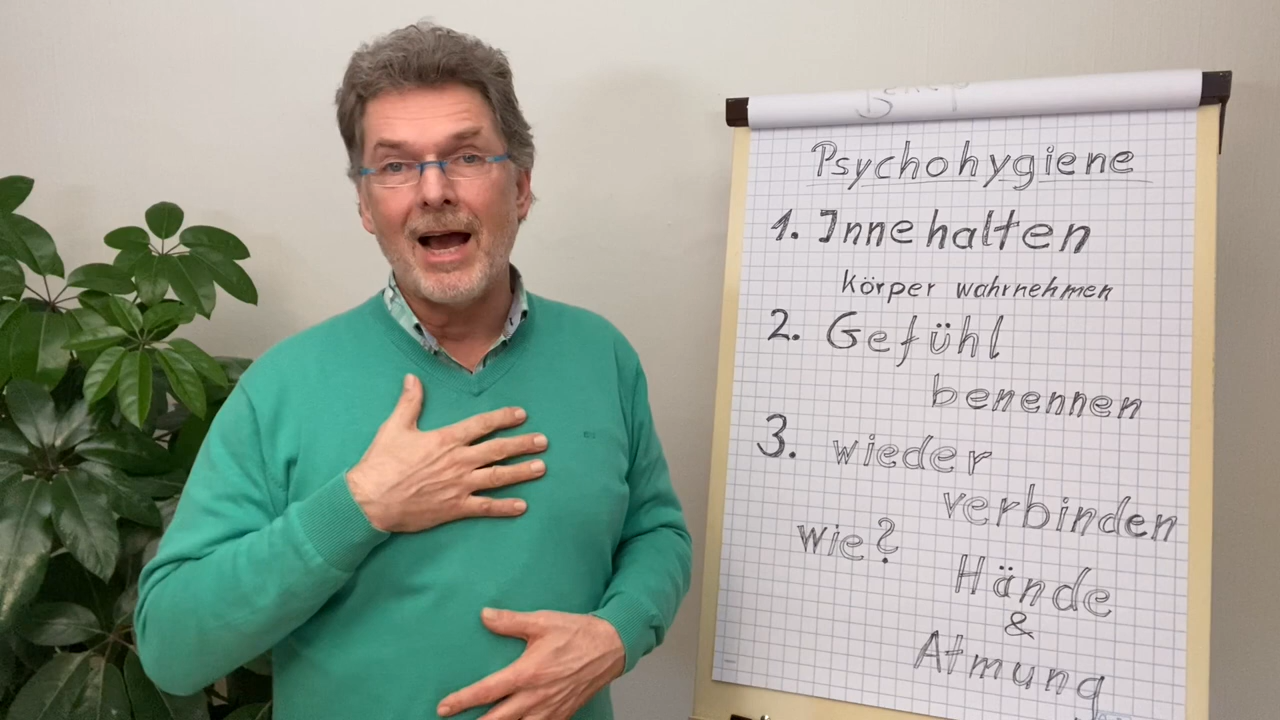 Psychohygiene
1. Innehalten
Körper wahrnehmen
2. Gefühl
benennen
3. wieder
verbinden
wie?
Hände
&
Atmung